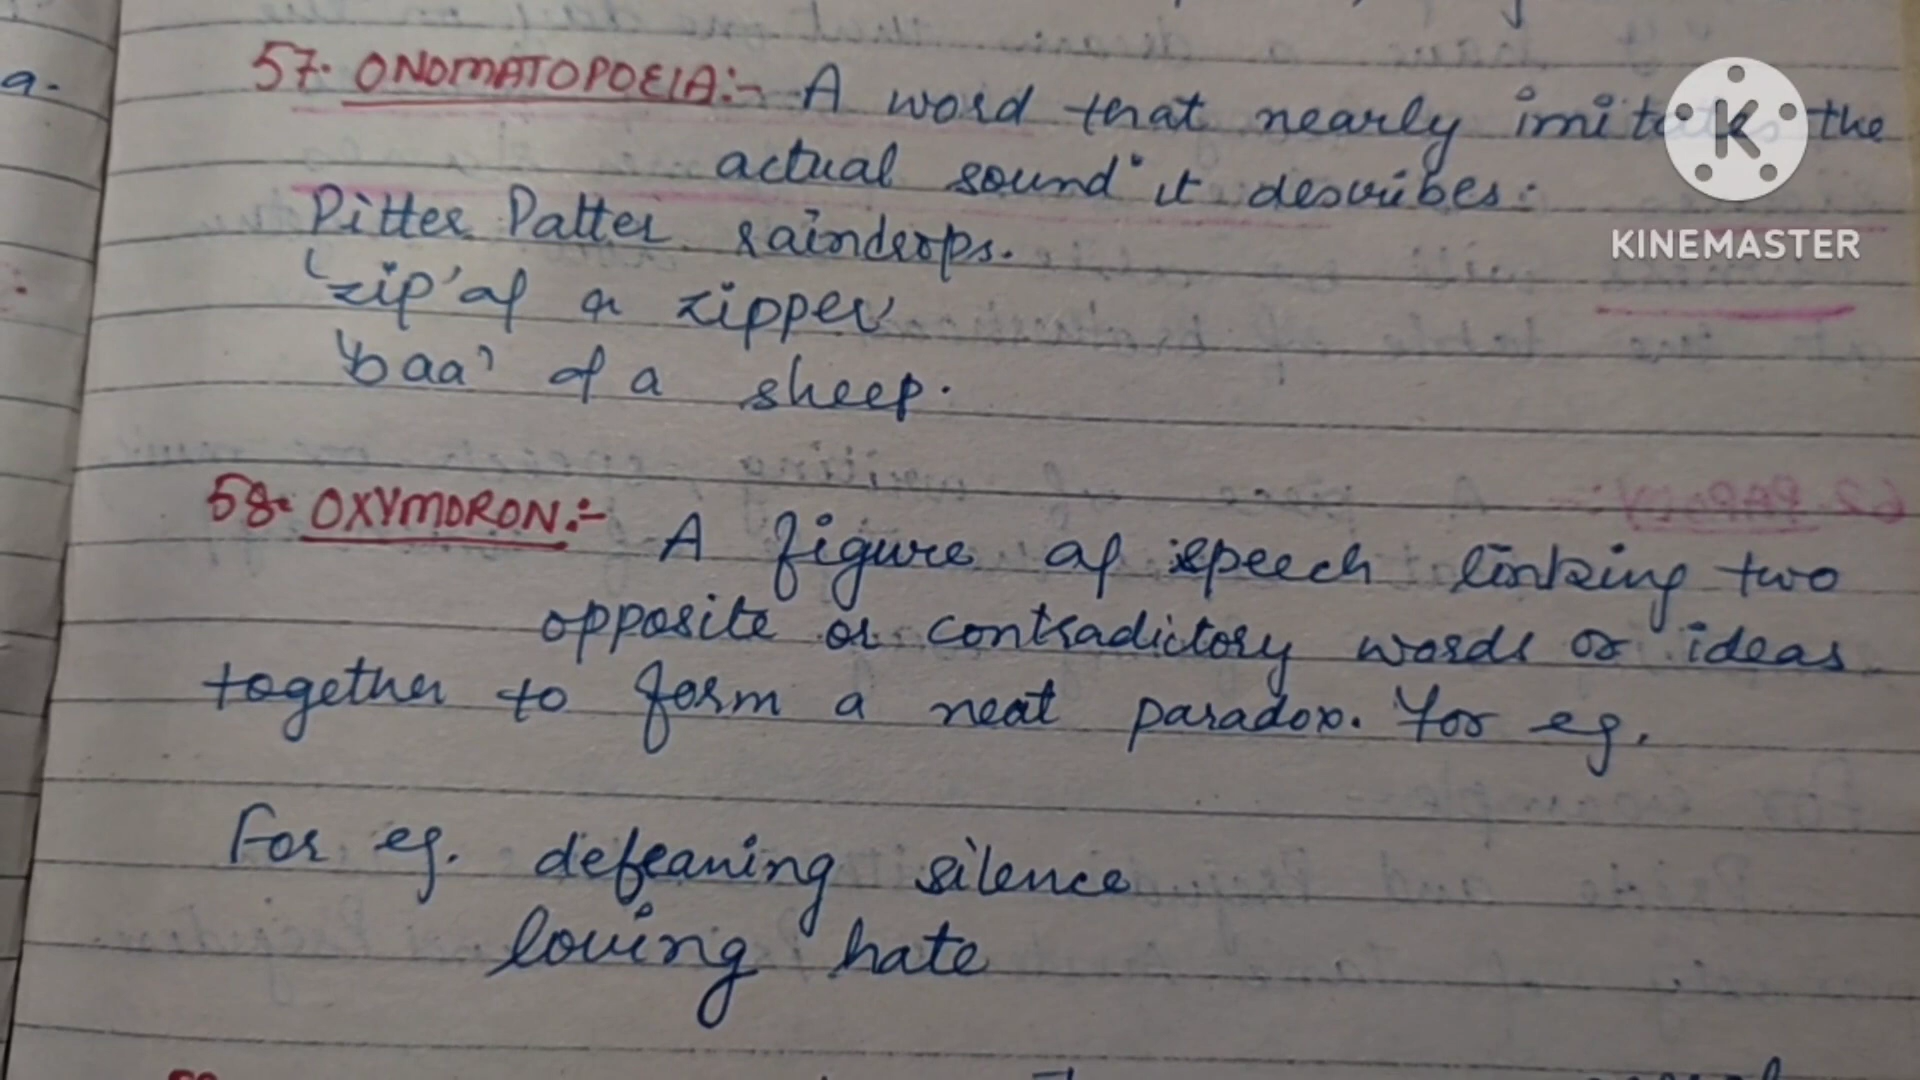 a.
57. ONOMATOPOEIA:- A word that nearly imitates the
actual sound it describes:
Pitter Patter raindrops.
'zip' of a zipper
'baa' of a sheep.
58. OXYMORON:- A figure of speech linking two
opposite or contradictory words or ideas
together to form a neat paradox. For eg.
For eg. defeaning silence
loving hate
K
KINEMASTER